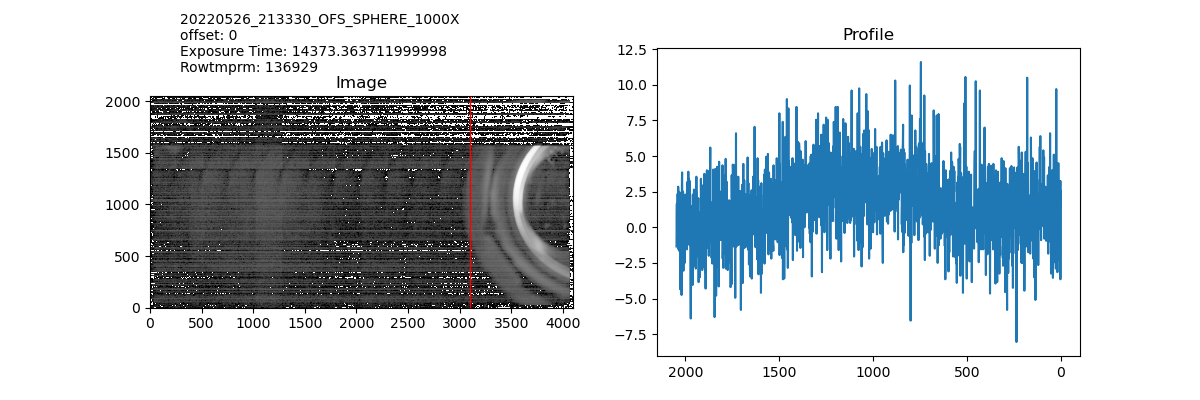 20220526_213330_OFS_SPHERE_1000X
offset: 0
Exposure Time: 14373.363711999998
Rowtmprm: 136929
Image
2000
1500
1000
500
0
0 500 1000 1500 2000 2500 3000 3500 4000
Profile
12.5
10.0
7.5
5.0
2.5
0.0
−2.5
−5.0
−7.5
2000 1500 1000 500 0